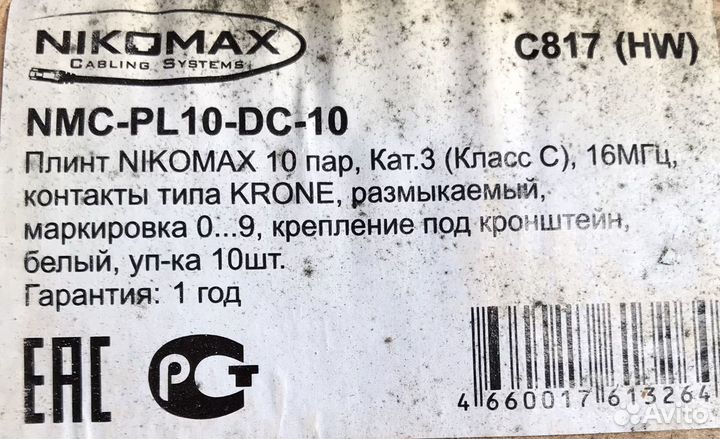 NIKOMAX
CABLING SYSTEMS
C817 (HW)
NMC-PL10-DC-10
Плинт NIKOMAX 10 пар, Кат.3 (Класс C), 16МГц,
контакты типа KRONE, размыкаемый,
маркировка 0...9, крепление под кронштейн,
белый, уп-ка 10шт.
Гарантия: 1 год
EAC
РСТ
4 660017 613264
Avito